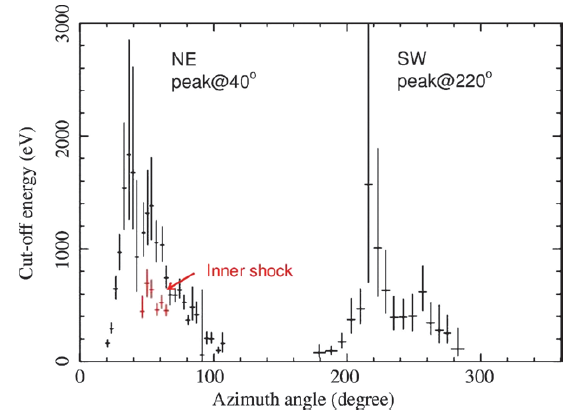 3000
2000
1000
0
Cut-off energy (eV)
NE
peak@40°
SW
peak@220°
Inner shock
0
100
200
300
Azimuth angle (degree)